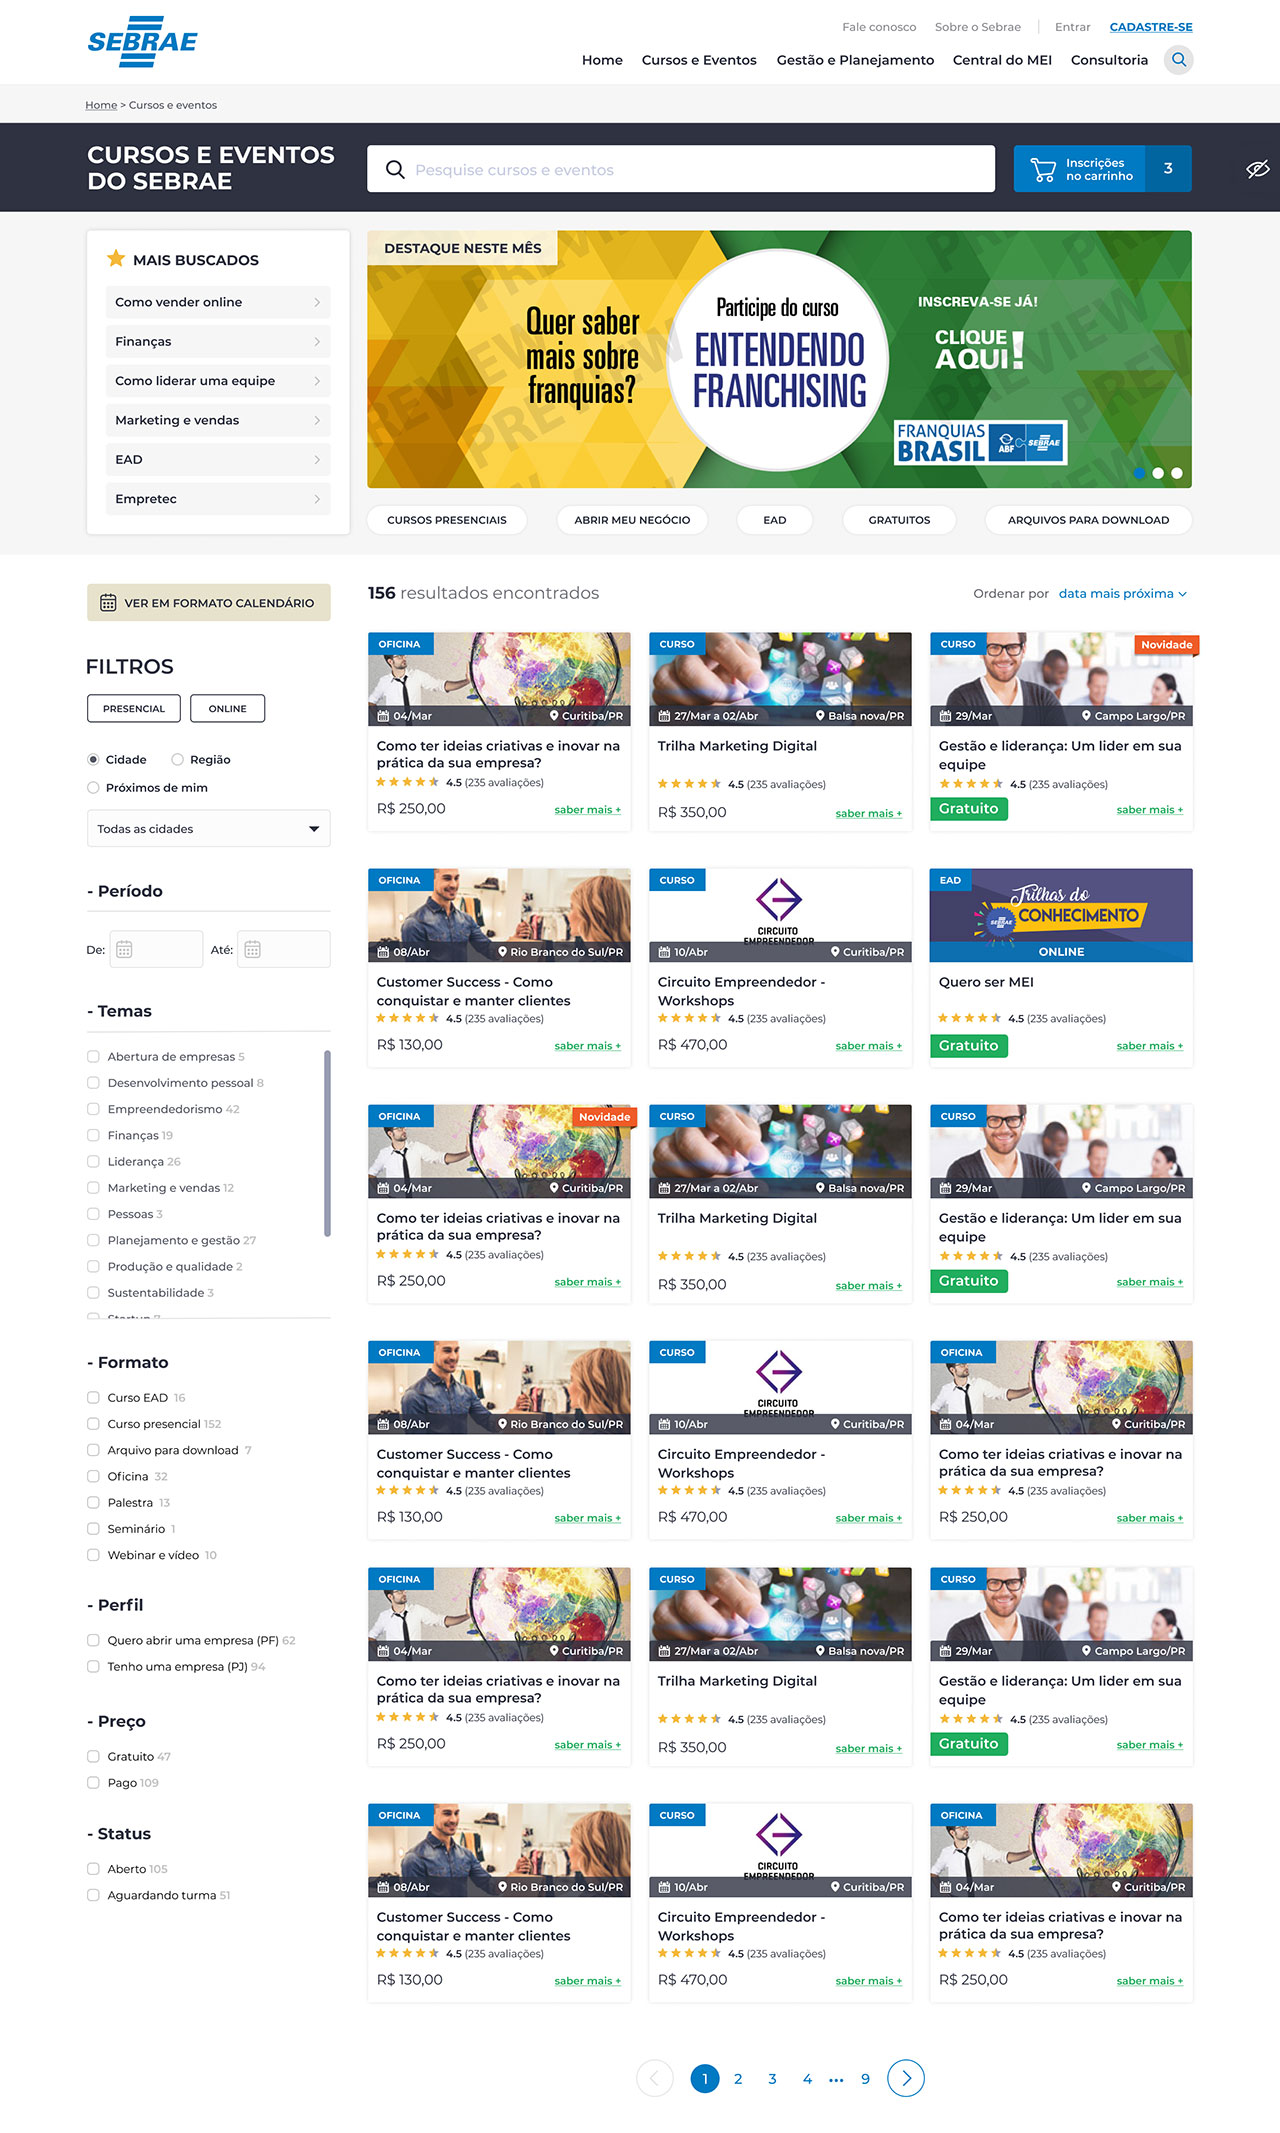 SEBRAE
Fale conosco Sobre o Sebrae Entrar CADASTRE-SE
Home Cursos e Eventos Gestão e Planejamento Central do MEI Consultoria
Home > Cursos e eventos
CURSOS E EVENTOS
DO SEBRAE
Pesquise cursos e eventos
Inscrições
no carrinho
3
MAIS BUSCADOS
Como vender online
Finanças
Como liderar uma equipe
Marketing e vendas
EAD
Empretec
DESTAQUE NESTE MÊS
Quer saber
mais sobre
franquias?
Participe do curso
ENTENDENDO
FRANCHISING
INSCREVA-SE JÁ!
CLIQUE
AQUI!
FRANQUIAS
BRASIL
ABF
SEBRAE
PREVIEW
PREVIEW
PREVIEW
PREVIEW
CURSOS PRESENCIAIS
ABRIR MEU NEGÓCIO
EAD
GRATUITOS
ARQUIVOS PARA DOWNLOAD
VER EM FORMATO CALENDÁRIO
FILTROS
PRESENCIAL ONLINE
Cidade Região
Próximos de mim
Todas as cidades
- Período
De: Até:
- Temas
Abertura de empresas 5
Desenvolvimento pessoal 8
Empreendedorismo 42
Finanças 19
Liderança 26
Marketing e vendas 12
Pessoas 3
Planejamento e gestão 27
Produção e qualidade 2
Sustentabilidade 3
Startup 7
- Formato
Curso EAD 16
Curso presencial 152
Arquivo para download 7
Oficina 32
Palestra 13
Seminário 1
Webinar e vídeo 10
- Perfil
Quero abrir uma empresa (PF) 62
Tenho uma empresa (PJ) 94
- Preço
Gratuito 47
Pago 109
- Status
Aberto 105
Aguardando turma 51
156 resultados encontrados
Ordenar por data mais próxima
OFICINA
04/Mar Curitiba/PR
Como ter ideias criativas e inovar na
prática da sua empresa?
4.5 (235 avaliações)
R$ 250,00 saber mais +
CURSO
27/Mar a 02/Abr Balsa nova/PR
Trilha Marketing Digital
4.5 (235 avaliações)
R$ 350,00 saber mais +
CURSO
Novidade
29/Mar Campo Largo/PR
Gestão e liderança: Um lider em sua
equipe
4.5 (235 avaliações)
Gratuito saber mais +
OFICINA
08/Abr Rio Branco do Sul/PR
Customer Success - Como
conquistar e manter clientes
4.5 (235 avaliações)
R$ 130,00 saber mais +
CURSO
CIRCUITO
EMPREENDEDOR
10/Abr Curitiba/PR
Circuito Empreendedor -
Workshops
4.5 (235 avaliações)
R$ 470,00 saber mais +
EAD
Trilhas do
CONHECIMENTO
SEBRAE
ONLINE
Quero ser MEI
4.5 (235 avaliações)
Gratuito saber mais +
OFICINA
Novidade
04/Mar Curitiba/PR
Como ter ideias criativas e inovar na
prática da sua empresa?
4.5 (235 avaliações)
R$ 250,00 saber mais +
CURSO
27/Mar a 02/Abr Balsa nova/PR
Trilha Marketing Digital
4.5 (235 avaliações)
R$ 350,00 saber mais +
CURSO
29/Mar Campo Largo/PR
Gestão e liderança: Um lider em sua
equipe
4.5 (235 avaliações)
Gratuito saber mais +
OFICINA
08/Abr Rio Branco do Sul/PR
Customer Success - Como
conquistar e manter clientes
4.5 (235 avaliações)
R$ 130,00 saber mais +
CURSO
CIRCUITO
EMPREENDEDOR
10/Abr Curitiba/PR
Circuito Empreendedor -
Workshops
4.5 (235 avaliações)
R$ 470,00 saber mais +
OFICINA
04/Mar Curitiba/PR
Como ter ideias criativas e inovar na
prática da sua empresa?
4.5 (235 avaliações)
R$ 250,00 saber mais +
OFICINA
04/Mar Curitiba/PR
Como ter ideias criativas e inovar na
prática da sua empresa?
4.5 (235 avaliações)
R$ 250,00 saber mais +
CURSO
27/Mar a 02/Abr Balsa nova/PR
Trilha Marketing Digital
4.5 (235 avaliações)
R$ 350,00 saber mais +
CURSO
29/Mar Campo Largo/PR
Gestão e liderança: Um lider em sua
equipe
4.5 (235 avaliações)
Gratuito saber mais +
OFICINA
08/Abr Rio Branco do Sul/PR
Customer Success - Como
conquistar e manter clientes
4.5 (235 avaliações)
R$ 130,00 saber mais +
CURSO
CIRCUITO
EMPREENDEDOR
10/Abr Curitiba/PR
Circuito Empreendedor -
Workshops
4.5 (235 avaliações)
R$ 470,00 saber mais +
OFICINA
04/Mar Curitiba/PR
Como ter ideias criativas e inovar na
prática da sua empresa?
4.5 (235 avaliações)
R$ 250,00 saber mais +
1 2 3 4 ... 9